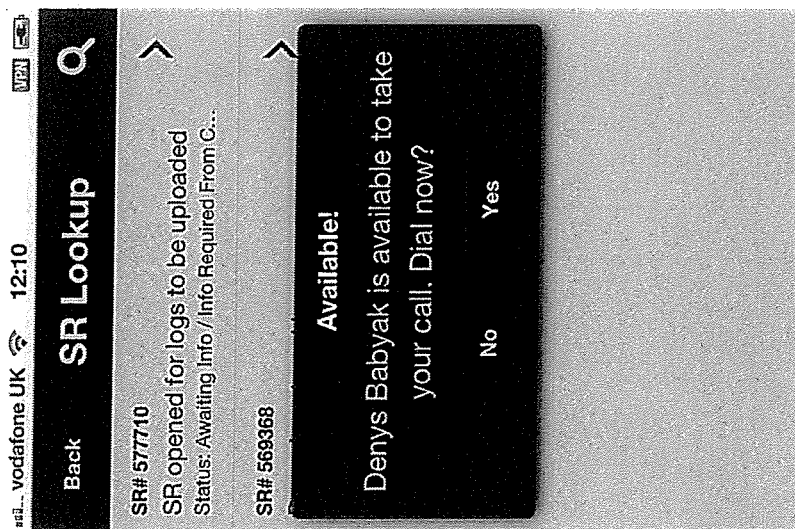 vodafone UK 12:10 VPN
Back SR Lookup
SR# 577710
SR opened for logs to be uploaded
Status: Awaiting Info / Info Required From C...
SR# 569368
Available!
Denys Babyak is available to take
your call. Dial now?
No Yes